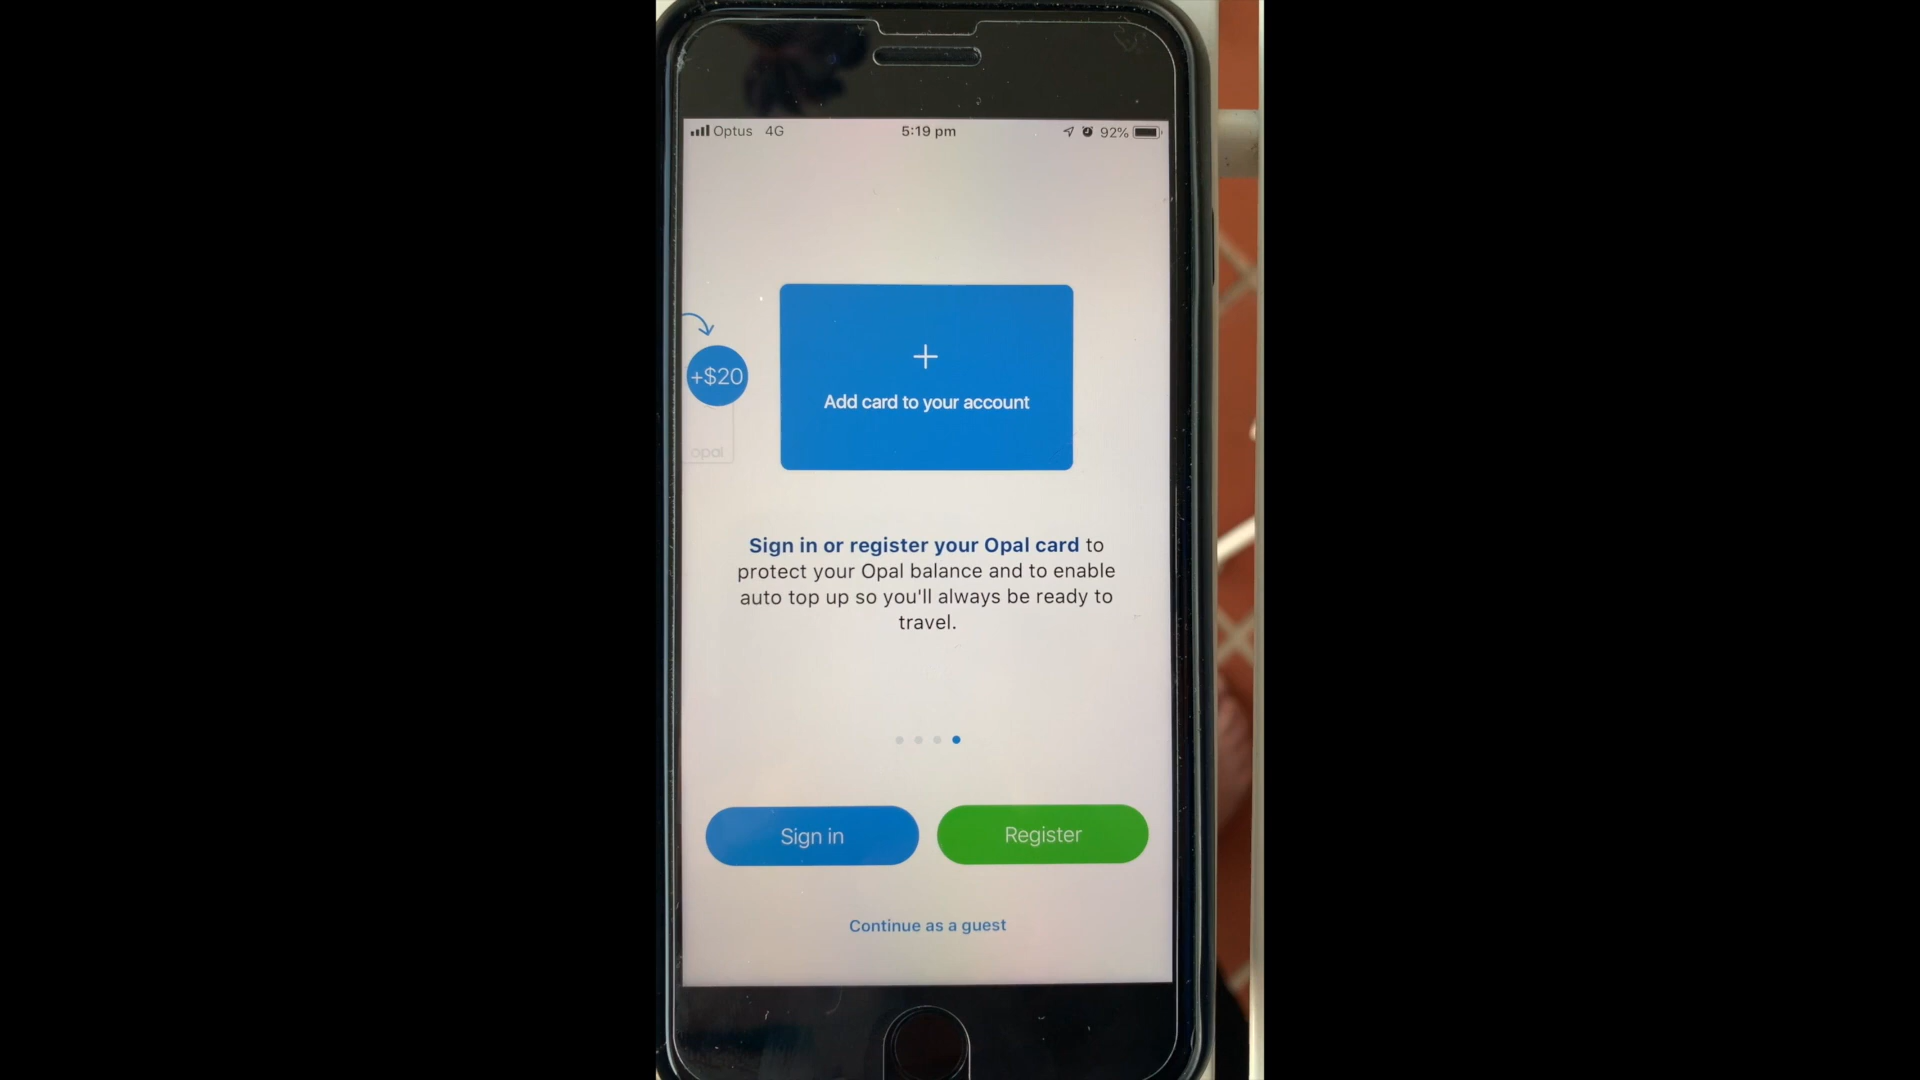 Optus 4G 5:19 pm 92%
+$20
opal
+
Add card to your account
Sign in or register your Opal card to
protect your Opal balance and to enable
auto top up so you'll always be ready to
travel.
Sign in Register
Continue as a guest